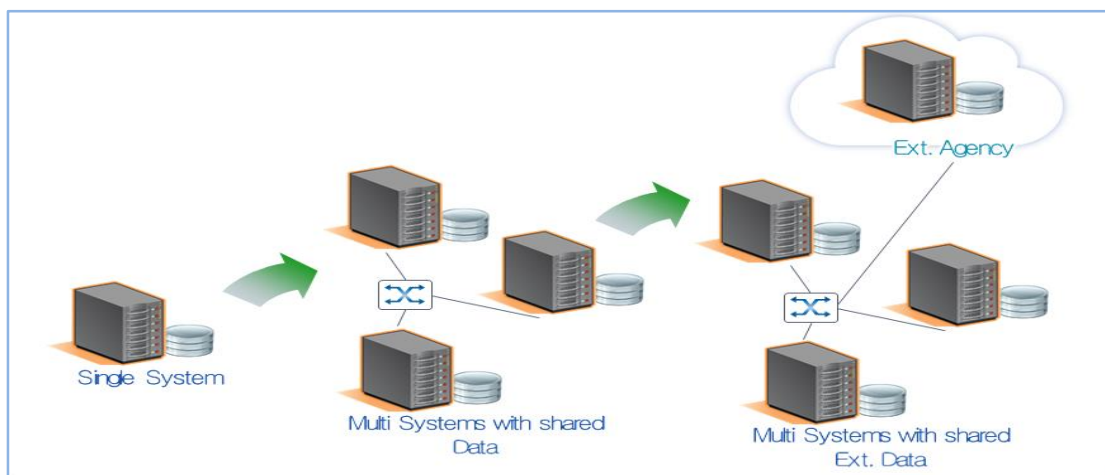 Ext. Agency
Single System
Multi Systems with shared
Data
Multi Systems with shared
Ext. Data